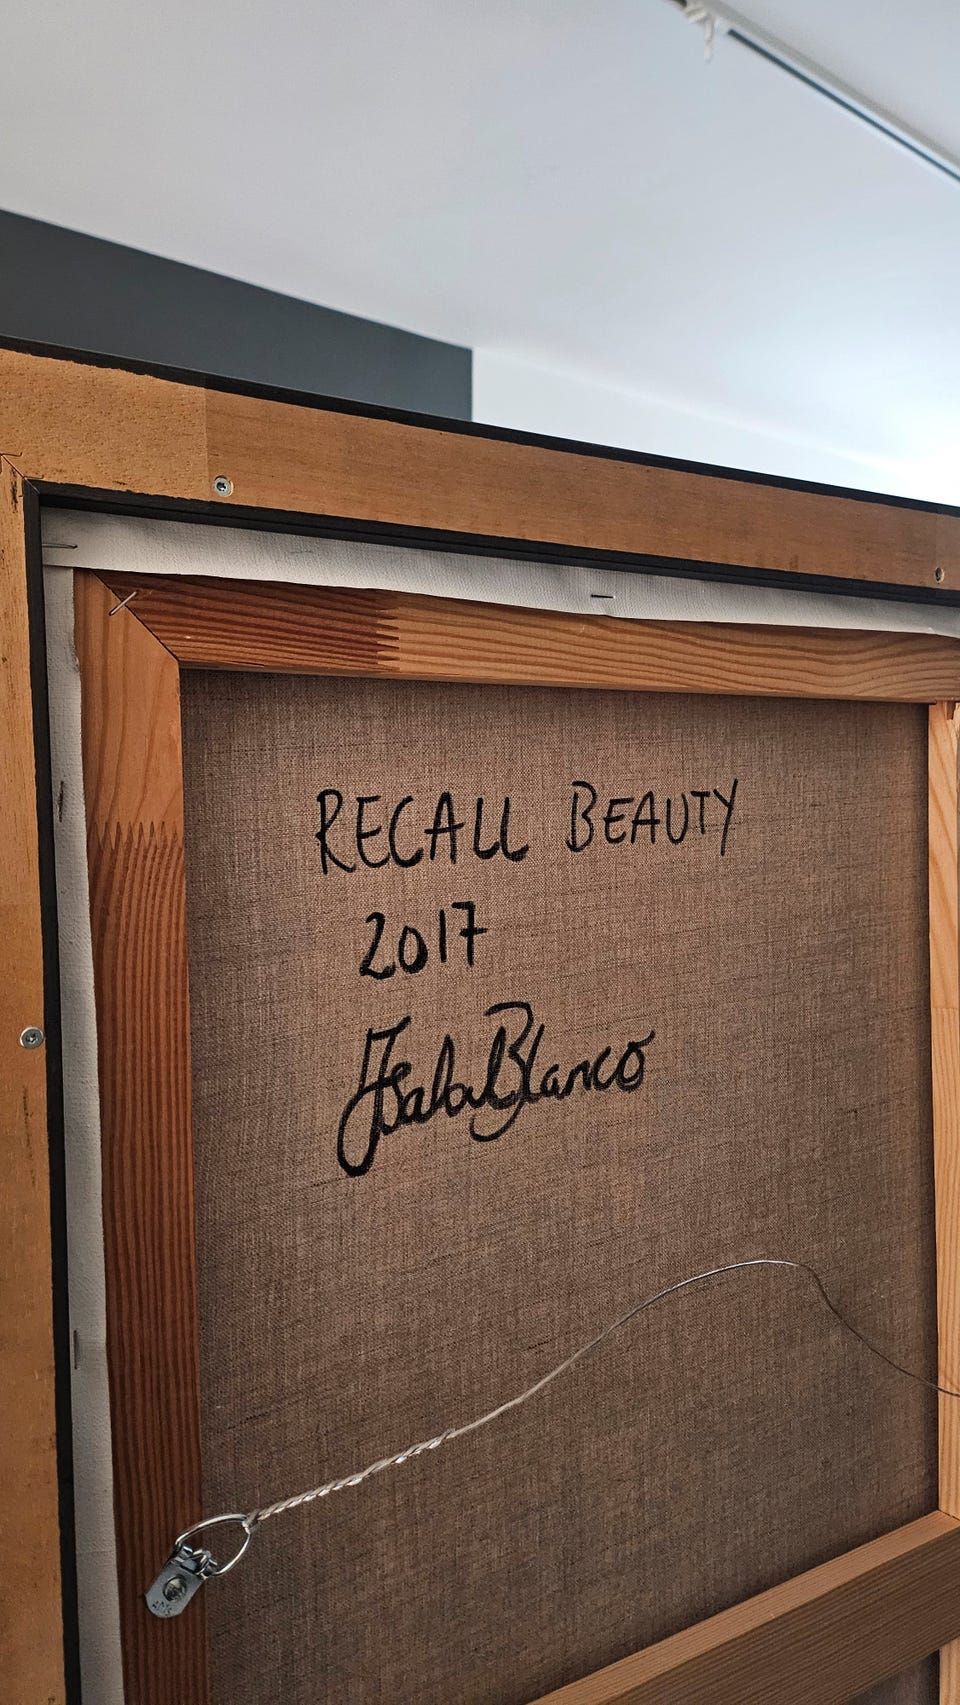 RECALL BEAUTY
2017
IsabelBlanco